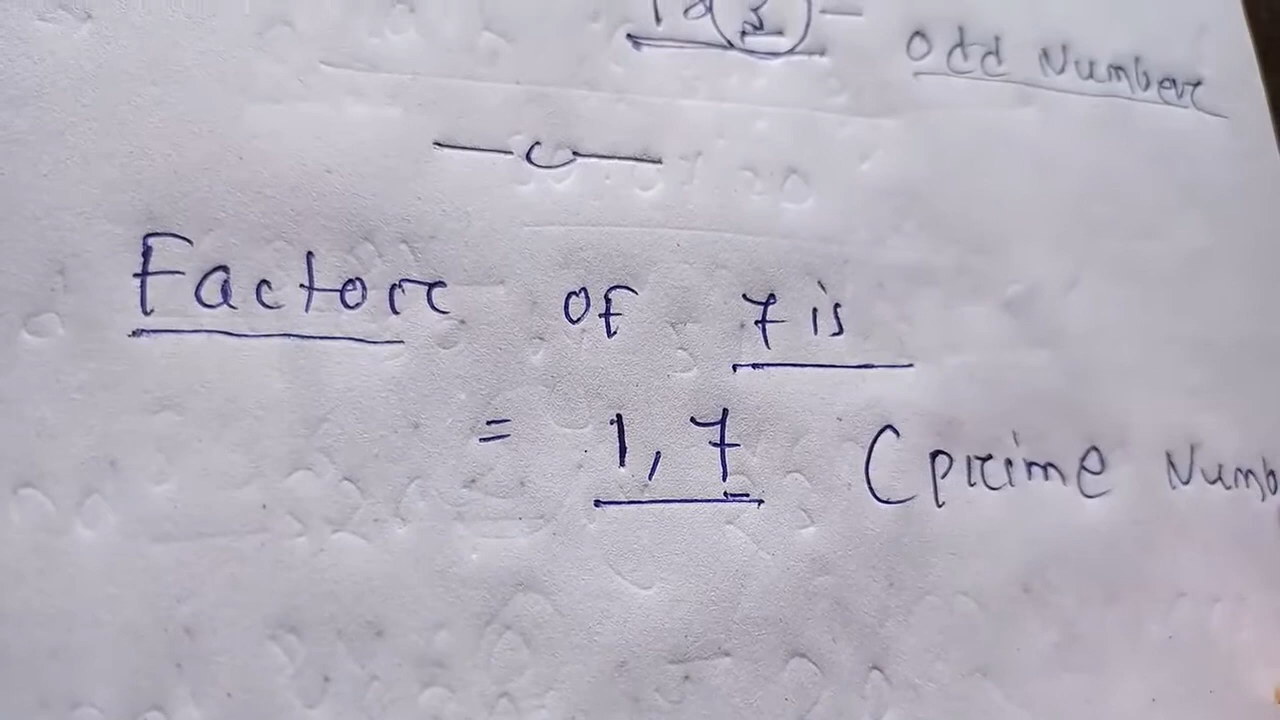 odd Number
Factor of 7 is
= 1, 7 (prime Numb